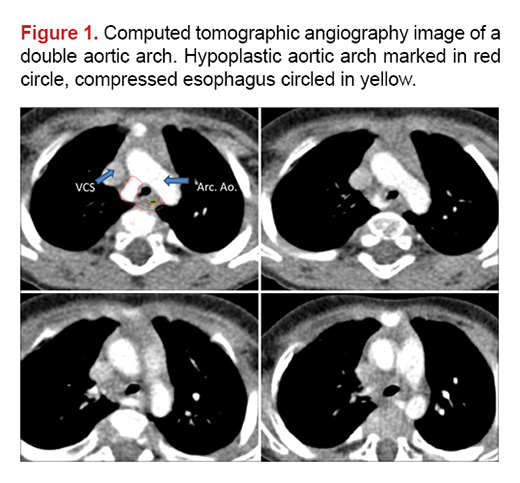 Figure 1. Computed tomographic angiography image of a
double aortic arch. Hypoplastic aortic arch marked in red
circle, compressed esophagus circled in yellow.
VCS
Arc. Ao.